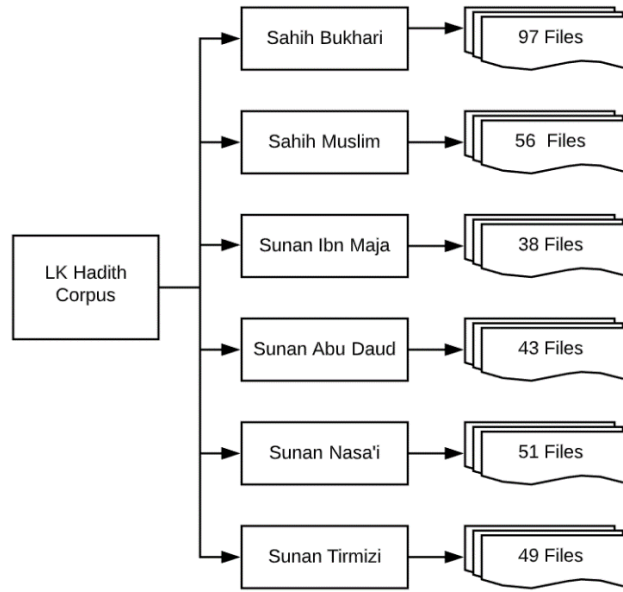 LK Hadith
Corpus
Sahih Bukhari
97 Files
Sahih Muslim
56 Files
Sunan Ibn Maja
38 Files
Sunan Abu Daud
43 Files
Sunan Nasa'i
51 Files
Sunan Tirmizi
49 Files